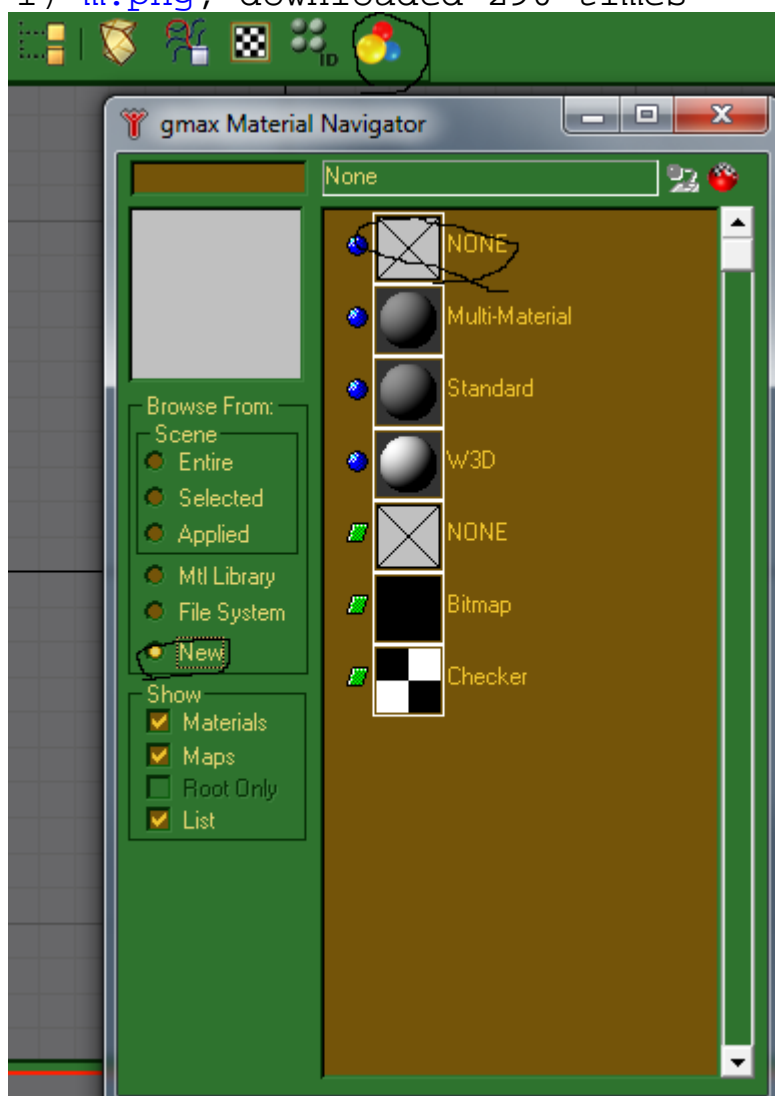 1) m.png, downloaded 290 times
ID
gmax Material Navigator
None
NONE
Multi-Material
Standard
W3D
NONE
Bitmap
Checker
Browse From:
Scene
Entire
Selected
Applied
Mtl Library
File System
New
Show
Materials
Maps
Root Only
List